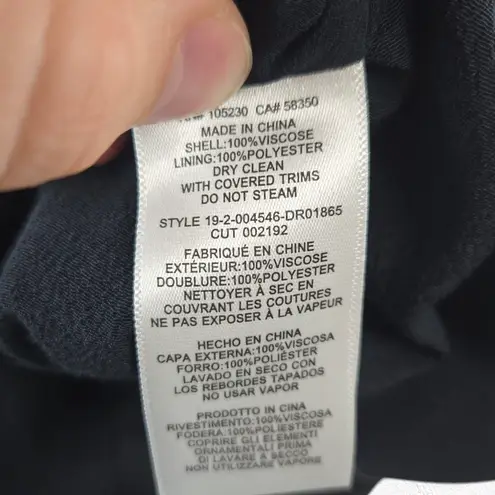 105230 CA# 58350
MADE IN CHINA
SHELL:100%VISCOSE
LINING:100%POLYESTER
DRY CLEAN
WITH COVERED TRIMS
DO NOT STEAM
STYLE 19-2-004546-DR01865
CUT 002192
FABRIQUÉ EN CHINE
EXTÉRIEUR:100%VISCOSE
DOUBLURE:100%POLYESTER
NETTOYER À SEC EN
COUVRANT LES COUTURES
NE PAS EXPOSER À LA VAPEUR
HECHO EN CHINA
CAPA EXTERNA:100%VISCOSA
FORRO:100%POLIÉSTER
LAVADO EN SECO CON
LOS REBORDES TAPADOS
NO USAR VAPOR
PRODOTTO IN CINA
RIVESTIMENTO:100%VISCOSA
FODERA:100%POLIESTERE
COPRIRE GLI ELEMENTI
ORNAMENTALI PRIMA
DI LAVARE A SECCO
NON UTILIZZARE VAPORE